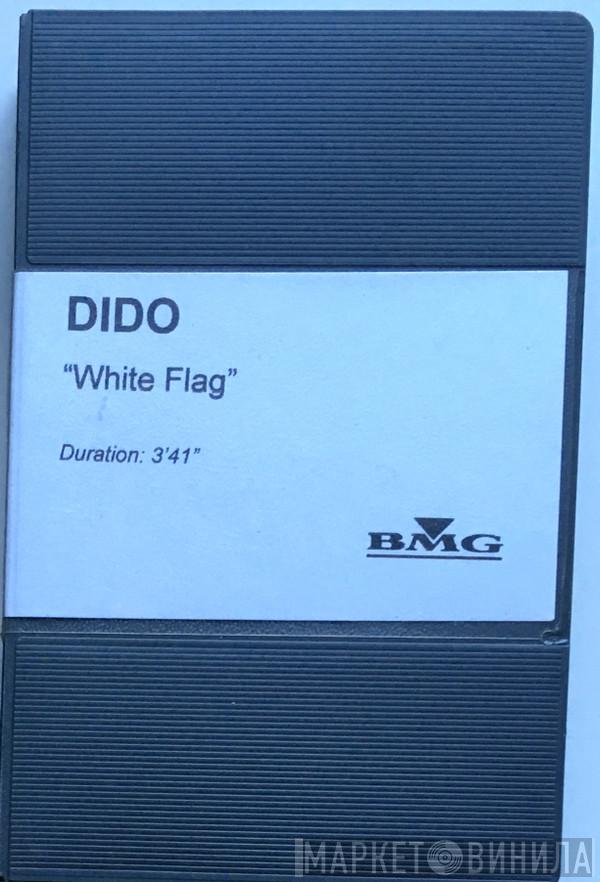 DIDO
“White Flag”
Duration: 3’41”
BMG
МАРКЕТ ВИНИЛА